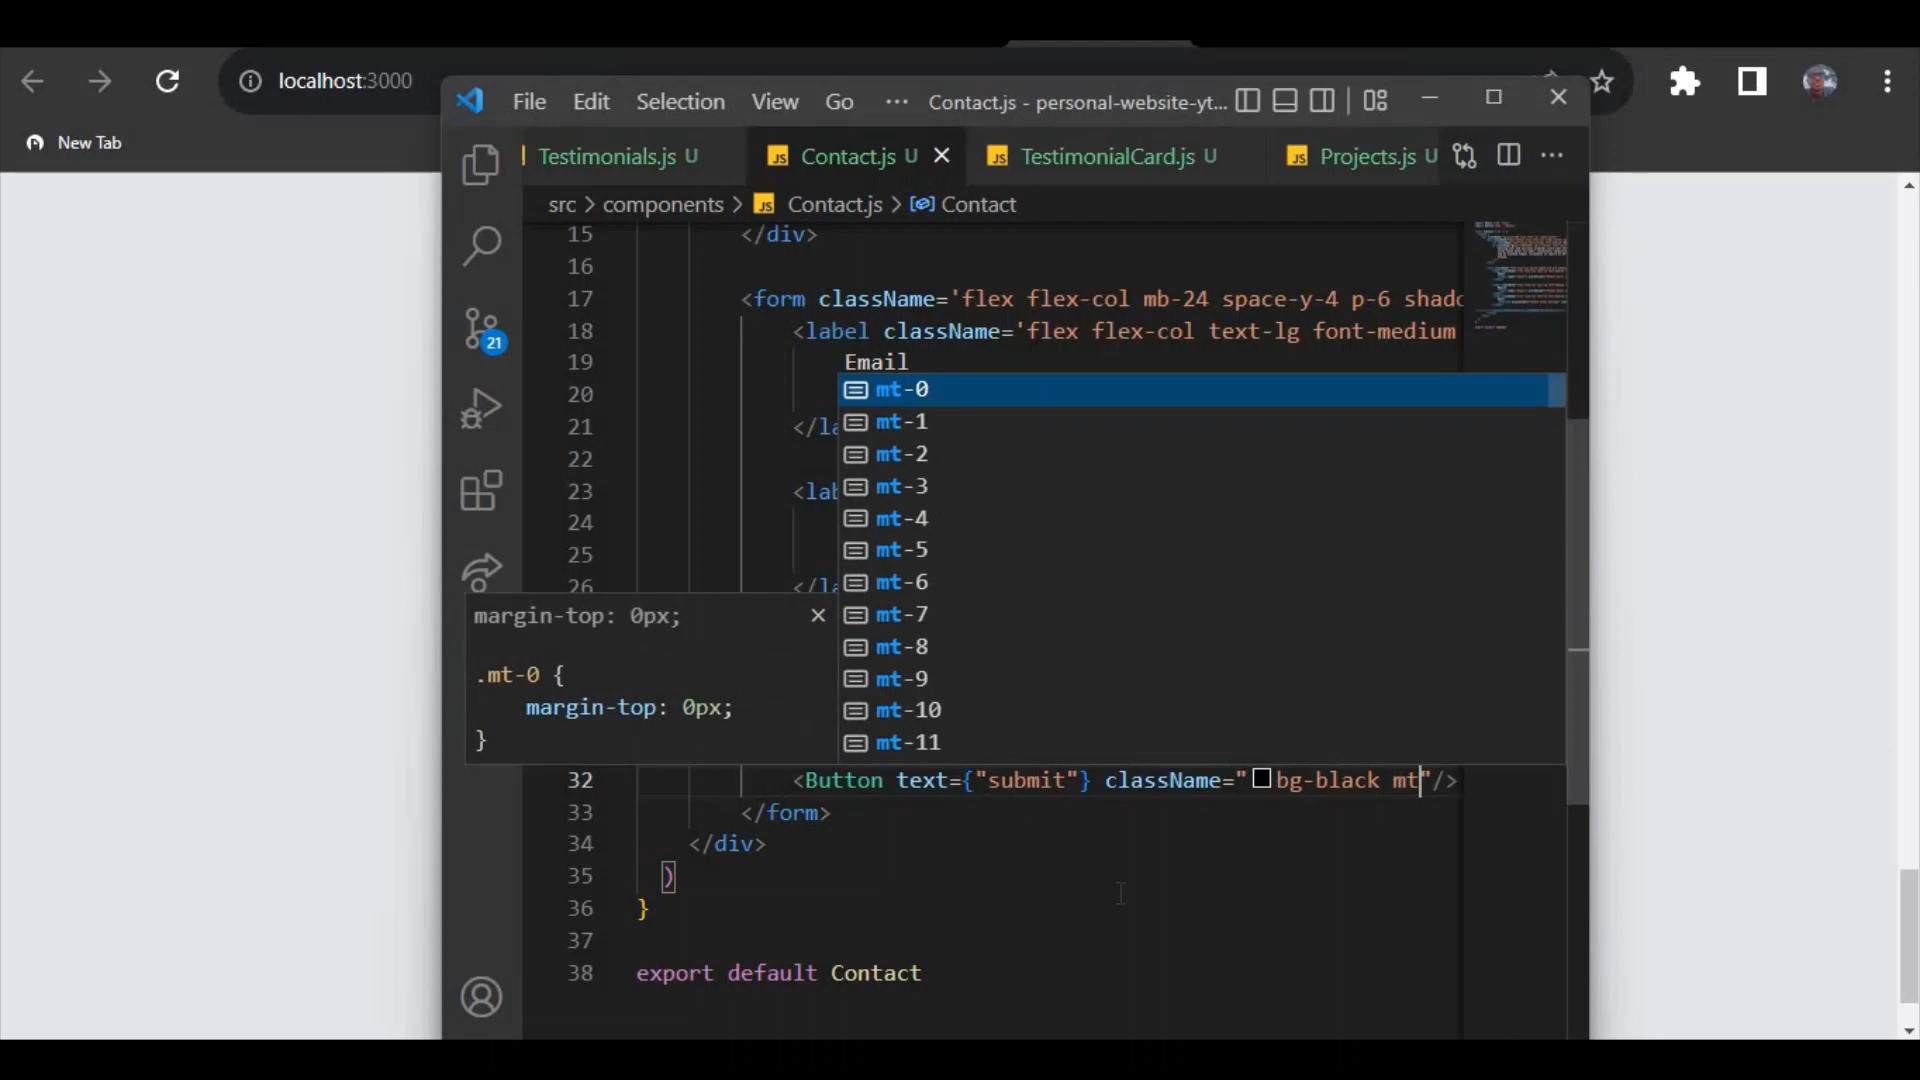 localhost:3000
New Tab
File Edit Selection View Go ··· Contact.js - personal-website-yt...
Testimonials.js U
Contact.js U
TestimonialCard.js U
Projects.js U
src > components > JS Contact.js > Contact
15 </div>
16
17 <form className='flex flex-col mb-24 space-y-4 p-6 shado
18 <label className='flex flex-col text-lg font-medium
19 Email
20
21 </la
22
23 <lab
24
25
26 </la
mt-0
mt-1
mt-2
mt-3
mt-4
mt-5
mt-6
mt-7
mt-8
mt-9
mt-10
mt-11
21
margin-top: 0px;
.mt-0 {
margin-top: 0px;
}
32 <Button text={"submit"} className="bg-black mt"/>
33 </form>
34 </div>
35 )
36 }
37
38 export default Contact